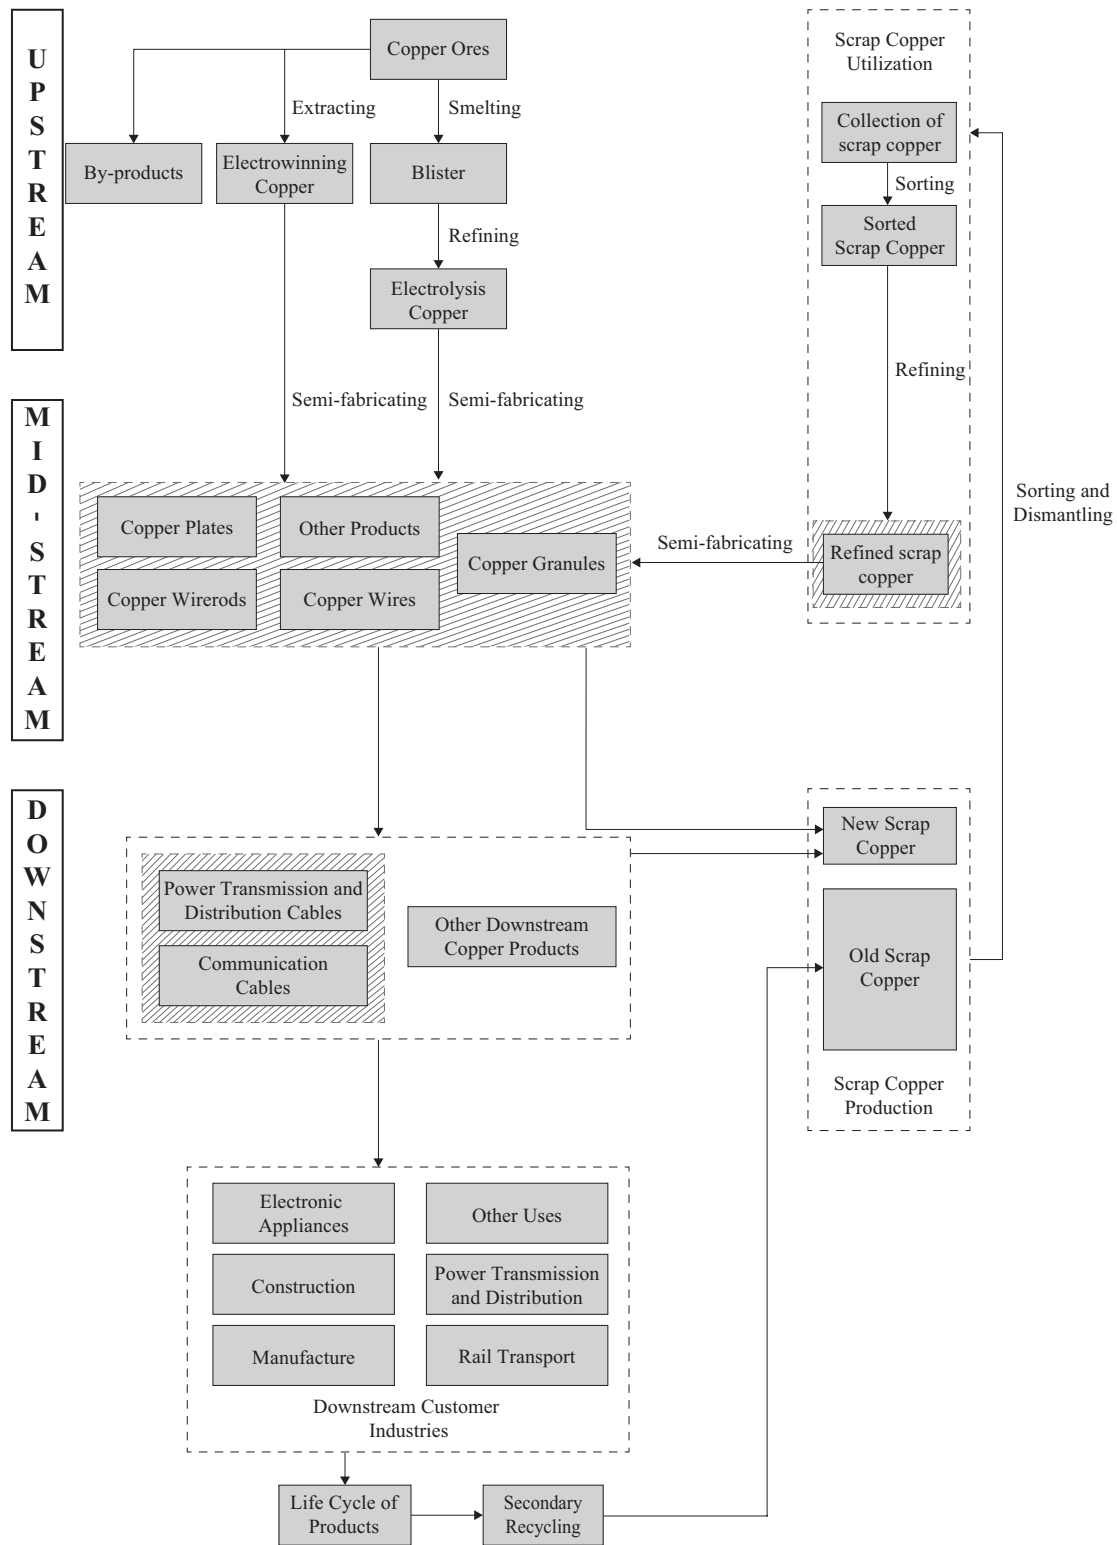 UPSTREAM
Copper Ores
Extracting
Smelting
By-products
Electrowinning
Copper
Blister
Refining
Electrolysis
Copper
Semi-fabricating
Semi-fabricating
Scrap Copper
Utilization
Collection of
scrap copper
Sorting
Sorted
Scrap Copper
Refining
MID-STREAM
Copper Plates
Other Products
Copper Granules
Copper Wirerods
Copper Wires
Semi-fabricating
Refined scrap
copper
Sorting and
Dismantling
DOWNSTREAM
Power Transmission and
Distribution Cables
Communication
Cables
Other Downstream
Copper Products
New Scrap
Copper
Old Scrap
Copper
Scrap Copper
Production
Electronic
Appliances
Other Uses
Construction
Power Transmission
and Distribution
Manufacture
Rail Transport
Downstream Customer
Industries
Life Cycle of
Products
Secondary
Recycling